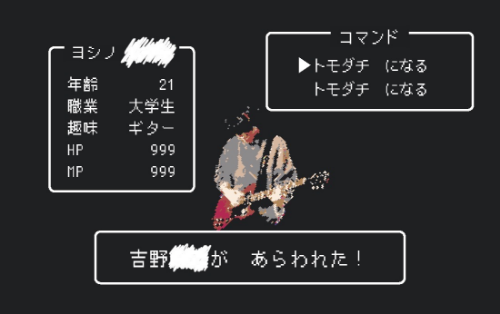 ヨシノ
年齢 21
職業 大学生
趣味 ギター
HP 999
MP 999
コマンド
▶トモダチ になる
トモダチ になる
吉野が あらわれた!